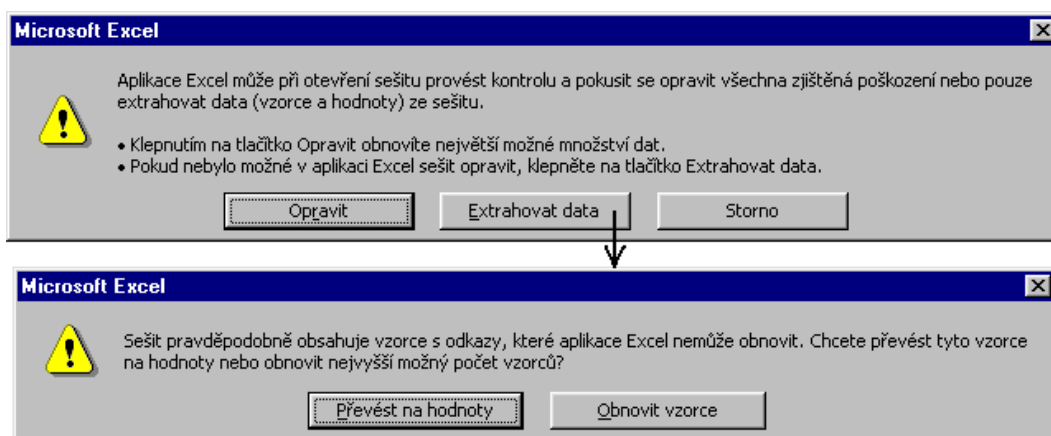 Microsoft Excel
Aplikace Excel může při otevření sešitu provést kontrolu a pokusit se opravit všechna zjištěná poškození nebo pouze
extrahovat data (vzorce a hodnoty) ze sešitu.
• Klepnutím na tlačítko Opravit obnovíte největší možné množství dat.
• Pokud nebylo možné v aplikaci Excel sešit opravit, klepněte na tlačítko Extrahovat data.
Opravit Extrahovat data Storno
Microsoft Excel
Sešit pravděpodobně obsahuje vzorce s odkazy, které aplikace Excel nemůže obnovit. Chcete převést tyto vzorce
na hodnoty nebo obnovit nejvyšší možný počet vzorců?
Převést na hodnoty Obnovit vzorce